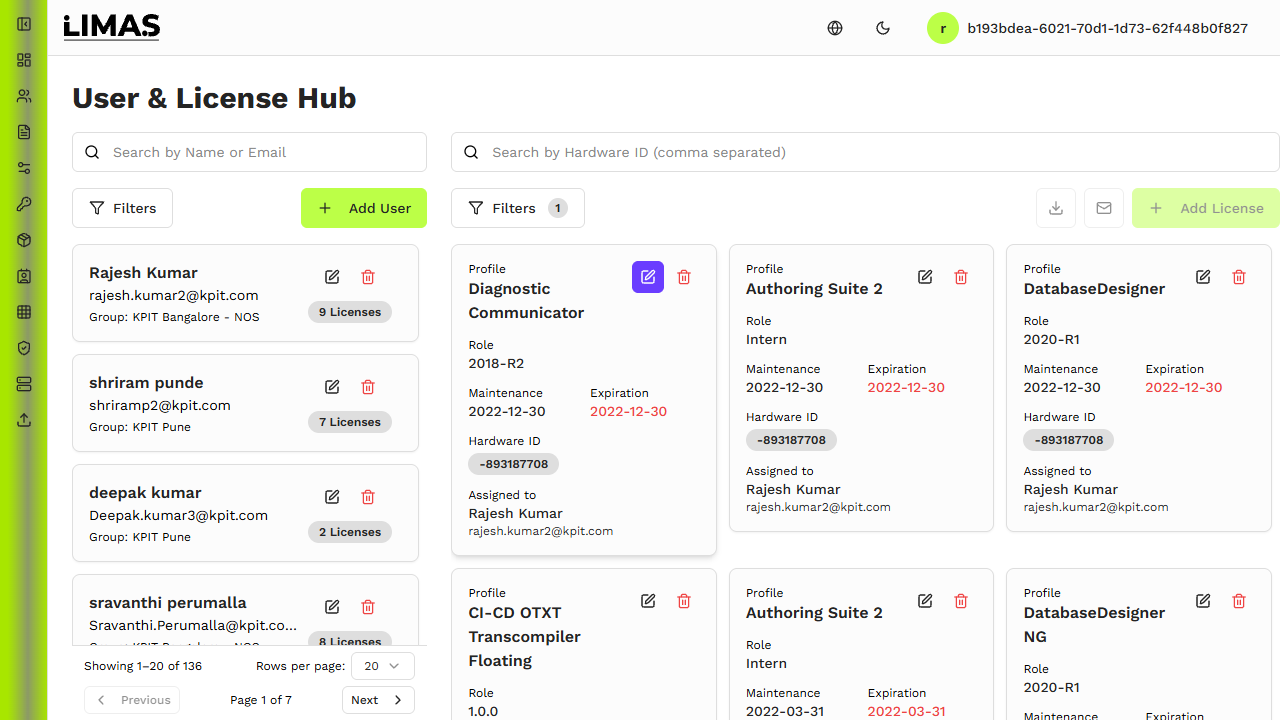 LIMAS
r
b193bdea-6021-70d1-1d73-62f448b0f827
User & License Hub
Search by Name or Email
Search by Hardware ID (comma separated)
Filters
Add User
Filters
1
Add License
Rajesh Kumar
rajesh.kumar2@kpit.com
Group: KPIT Bangalore - NOS
9 Licenses
shriram punde
shriramp2@kpit.com
Group: KPIT Pune
7 Licenses
deepak kumar
Deepak.kumar3@kpit.com
Group: KPIT Pune
2 Licenses
sravanthi perumalla
Sravanthi.Perumalla@kpit.co...
8 Licenses
Showing 1–20 of 136
Rows per page:
20
Previous
Page 1 of 7
Next
Profile
Diagnostic
Communicator
Role
2018-R2
Maintenance Expiration
2022-12-30 2022-12-30
Hardware ID
-893187708
Assigned to
Rajesh Kumar
rajesh.kumar2@kpit.com
Profile
Authoring Suite 2
Role
Intern
Maintenance Expiration
2022-12-30 2022-12-30
Hardware ID
-893187708
Assigned to
Rajesh Kumar
rajesh.kumar2@kpit.com
Profile
DatabaseDesigner
Role
2020-R1
Maintenance Expiration
2022-12-30 2022-12-30
Hardware ID
-893187708
Assigned to
Rajesh Kumar
rajesh.kumar2@kpit.com
Profile
CI-CD OTXT
Transcompiler
Floating
Role
1.0.0
Profile
Authoring Suite 2
Role
Intern
Maintenance Expiration
2022-03-31 2022-03-31
Profile
DatabaseDesigner
NG
Role
2020-R1
Maintenance Expiration